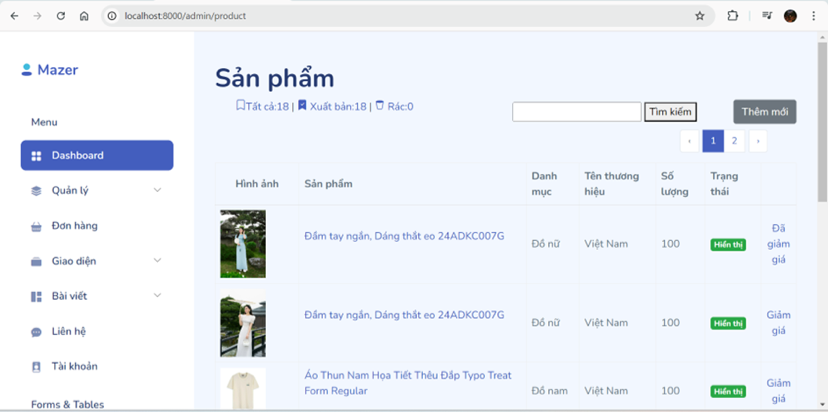 localhost:8000/admin/product
Mazer
Menu
Dashboard
Quản lý
Đơn hàng
Giao diện
Bài viết
Liên hệ
Tài khoản
Forms & Tables
Sản phẩm
Tất cả:18 | Xuất bản:18 | Rác:0
Tìm kiếm
Thêm mới
‹ 1 2 ›
Hình ảnh Sản phẩm Danh mục Tên thương hiệu Số lượng Trạng thái
Đầm tay ngắn, Dáng thắt eo 24ADKC007G
Đồ nữ Việt Nam 100 Hiển thị Đã giảm giá
Đầm tay ngắn, Dáng thắt eo 24ADKC007G
Đồ nữ Việt Nam 100 Hiển thị Giảm giá
Áo Thun Nam Họa Tiết Thêu Đắp Typo Treat
Form Regular
Đồ nam Việt Nam 100 Hiển thị Giảm giá